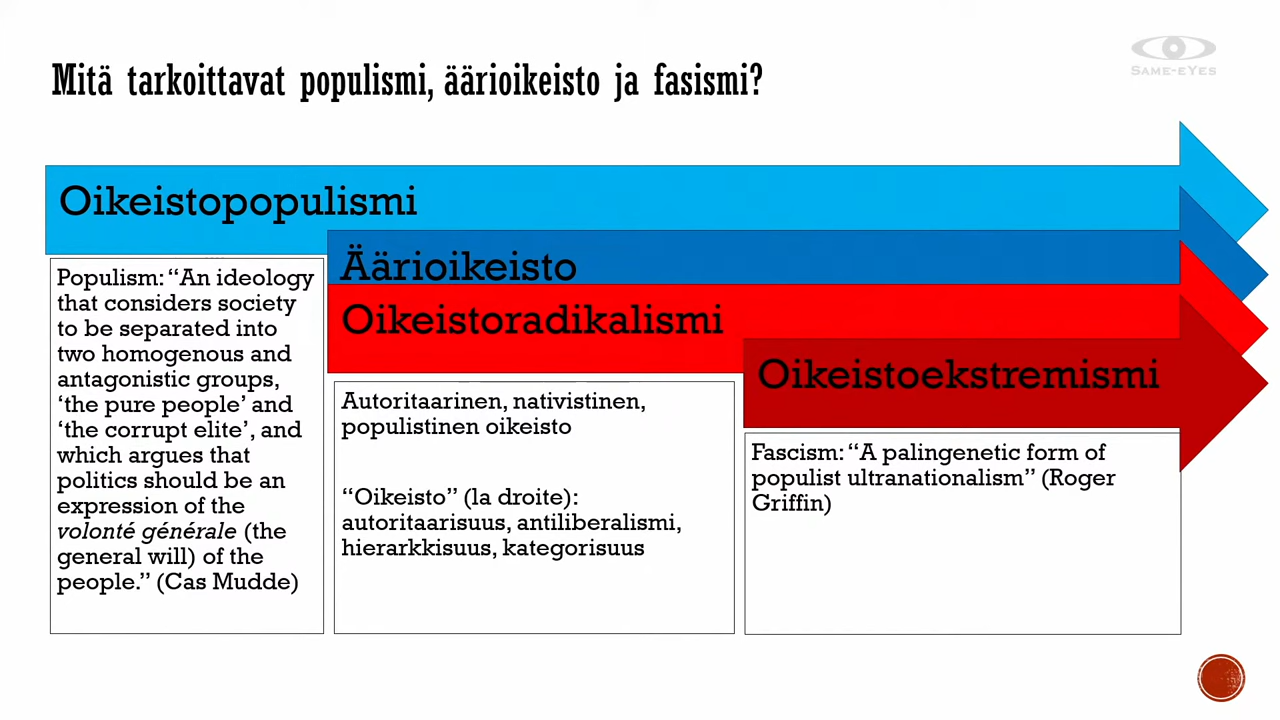 Mitä tarkoittavat populismi, äärioikeisto ja fasismi?
SAME-EYES
Oikeistopopulismi
Äärioikeisto
Oikeistoradikalismi
Oikeistoekstremismi
Populism: “An ideology
that considers society
to be separated into
two homogenous and
antagonistic groups,
‘the pure people’ and
‘the corrupt elite’, and
which argues that
politics should be an
expression of the
volonté générale (the
general will) of the
people.” (Cas Mudde)
Autoritaarinen, nativistinen,
populistinen oikeisto
“Oikeisto” (la droite):
autoritaarisuus, antiliberalismi,
hierarkkisuus, kategorisuus
Fascism: “A palingenetic form of
populist ultranationalism” (Roger
Griffin)